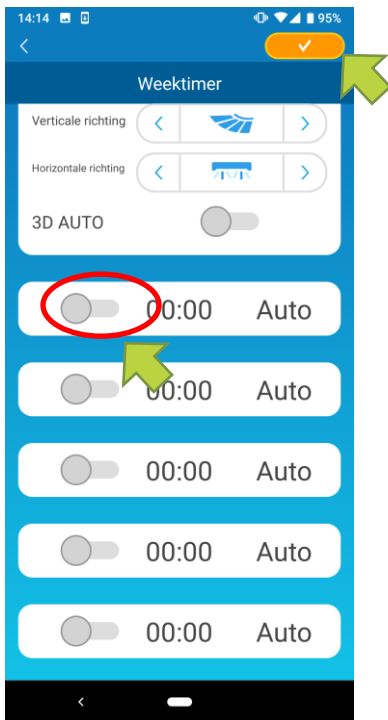 14:14 95%
Weektimer
Verticale richting
Horizontale richting
3D AUTO
00:00 Auto
00:00 Auto
00:00 Auto
00:00 Auto
00:00 Auto